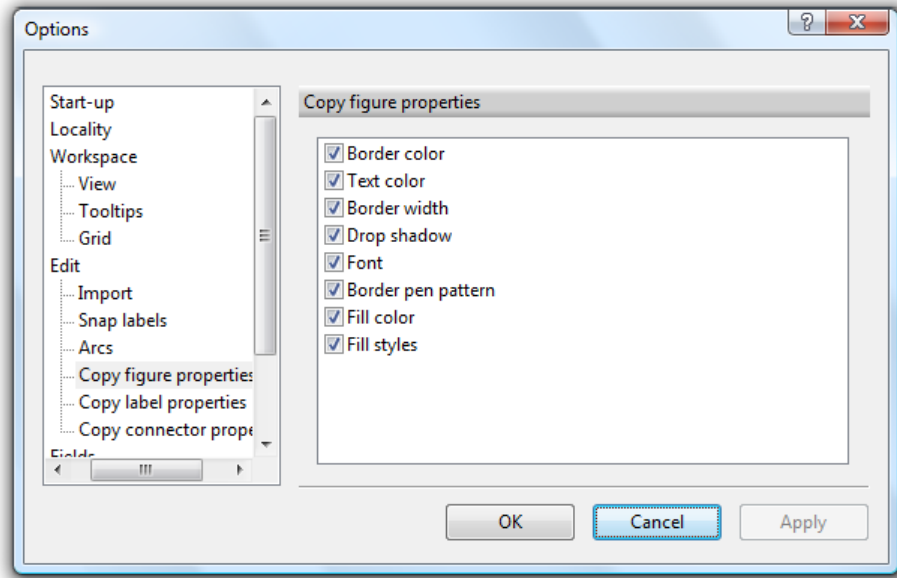 Options
Start-up
Locality
Workspace
View
Tooltips
Grid
Edit
Import
Snap labels
Arcs
Copy figure properties
Copy label properties
Copy connector prope
Fields
Copy figure properties
Border color
Text color
Border width
Drop shadow
Font
Border pen pattern
Fill color
Fill styles
OK
Cancel
Apply